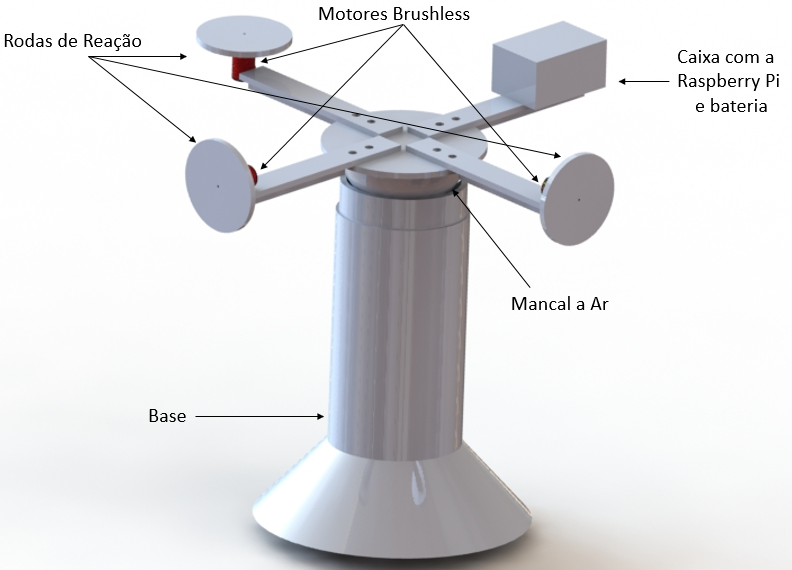 Motores Brushless
Rodas de Reação
Caixa com a
Raspberry Pi
e bateria
Mancal a Ar
Base